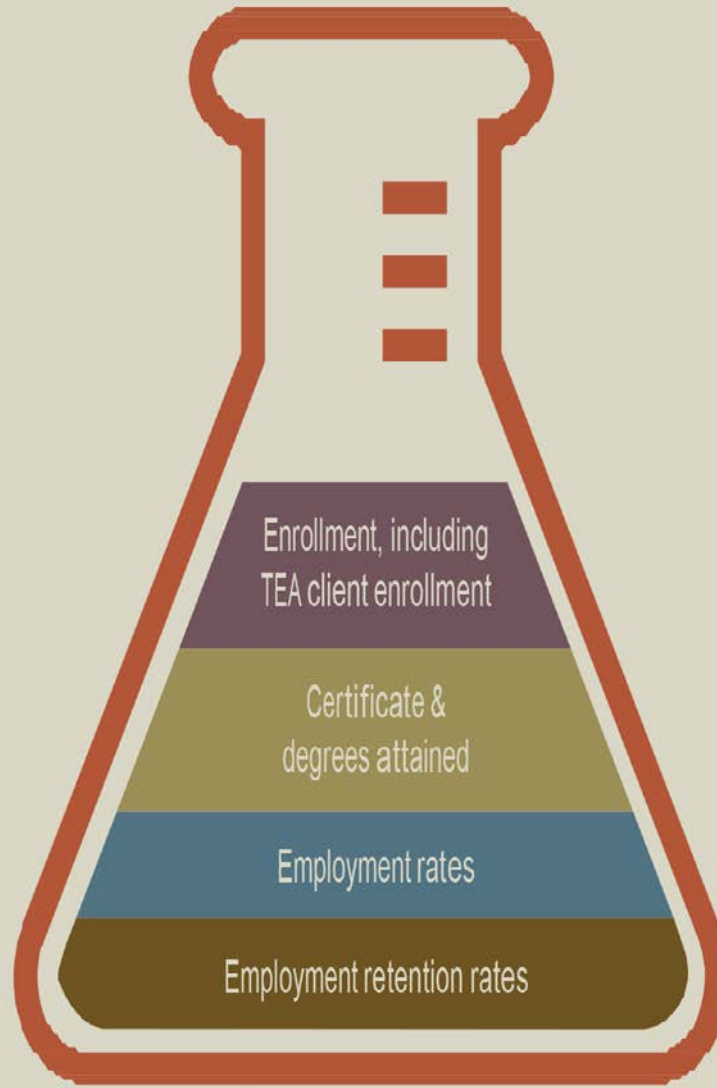 Enrollment, including
TEA client enrollment
Certificate &
degrees attained
Employment rates
Employment retention rates